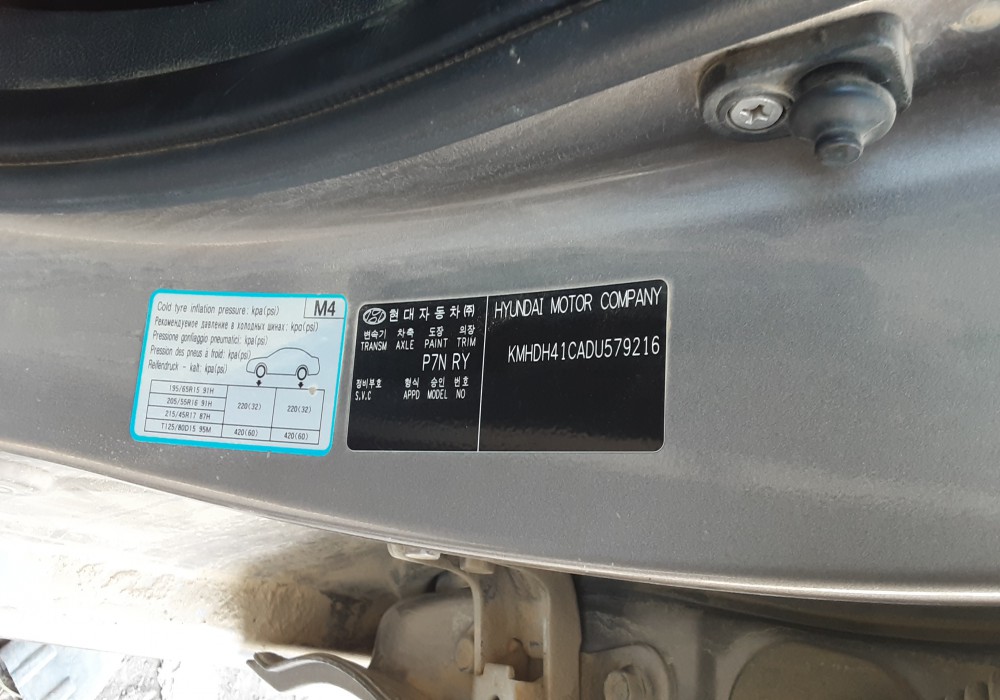 Cold tyre inflation pressure: kpa(psi) M4
Рекомендуемое давление в холодных шинах: kpa(psi)
Pressione gonfiaggio pneumatici: kpa(psi)
Pression des pneus à froid: kpa(psi)
Reifendruck - kalt: kpa(psi)
195/65R15 91H
205/55R16 91H 220(32) 220(32)
215/45R17 87H
T125/80D15 95M 420(60) 420(60)
현대자동차㈜
변속기 차축 도장 의장
TRANSM AXLE PAINT TRIM
P7N RY
정비부호 형식 승인 번호
S.V.C APPD MODEL NO
HYUNDAI MOTOR COMPANY
KMHDH41CADU579216